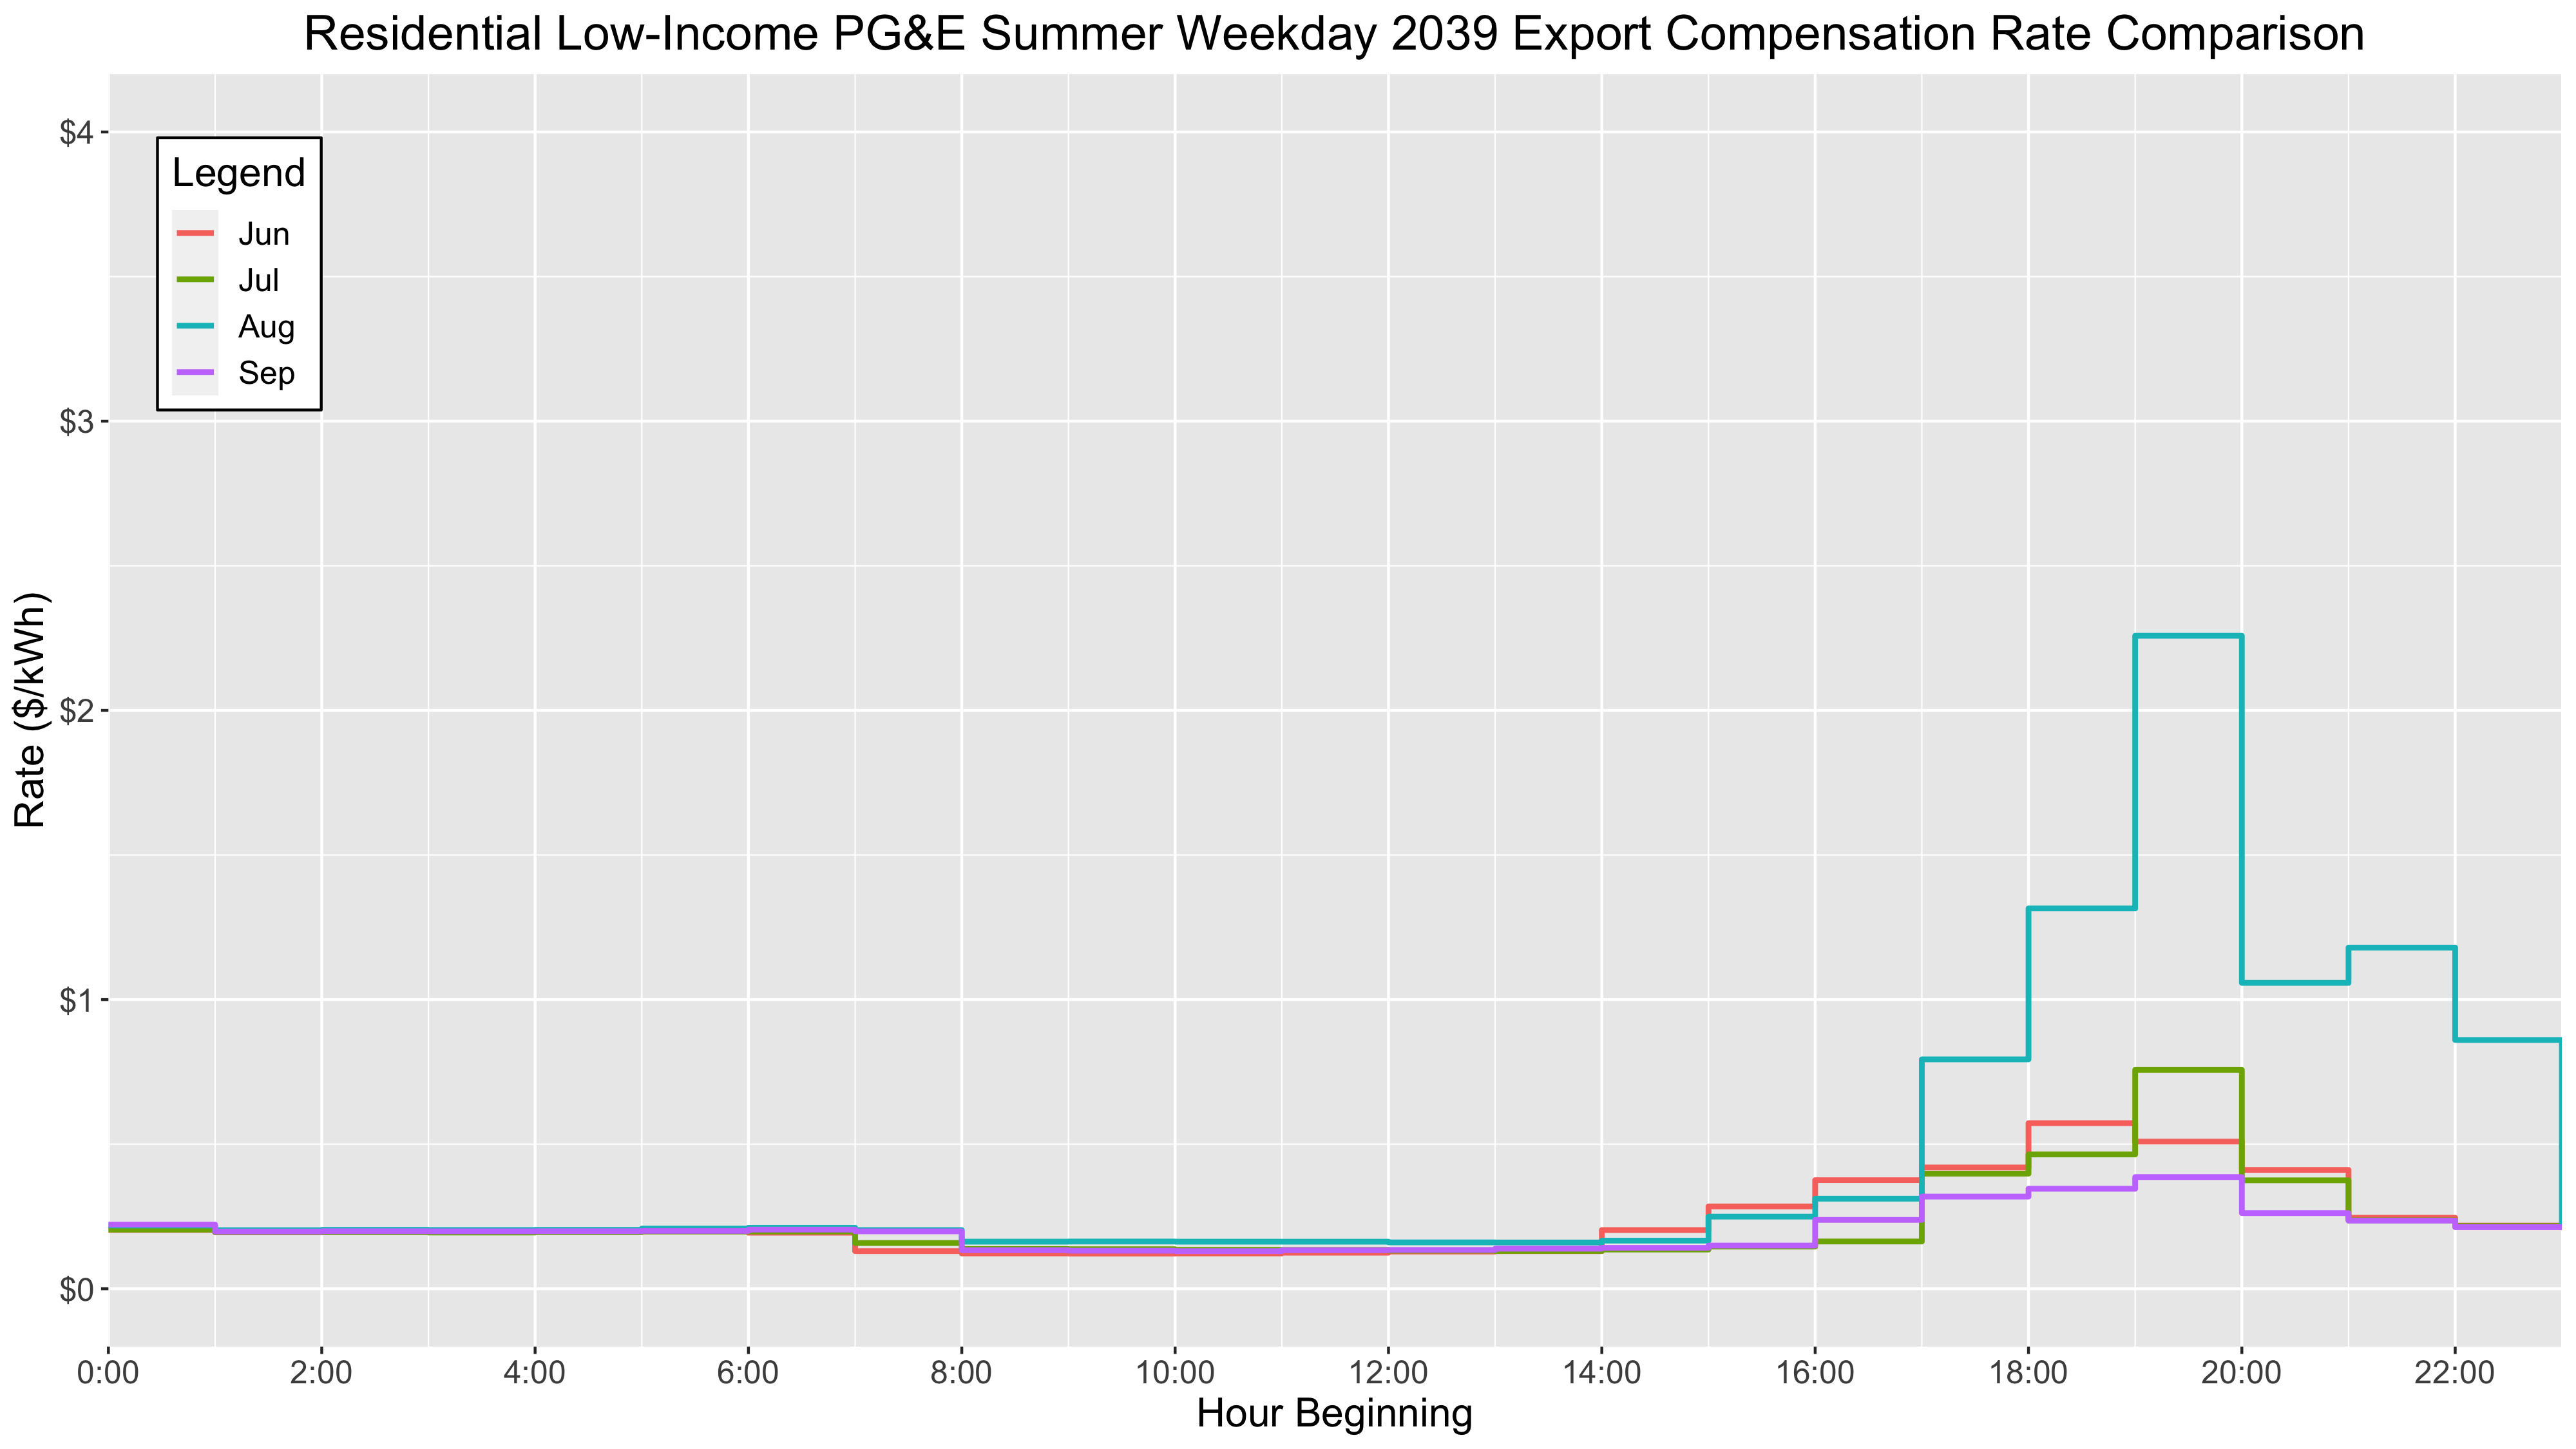 Residential Low-Income PG&E Summer Weekday 2039 Export Compensation Rate Comparison
Rate ($/kWh)
$4
$3
$2
$1
$0
Legend
Jun
Jul
Aug
Sep
0:00 2:00 4:00 6:00 8:00 10:00 12:00 14:00 16:00 18:00 20:00 22:00
Hour Beginning